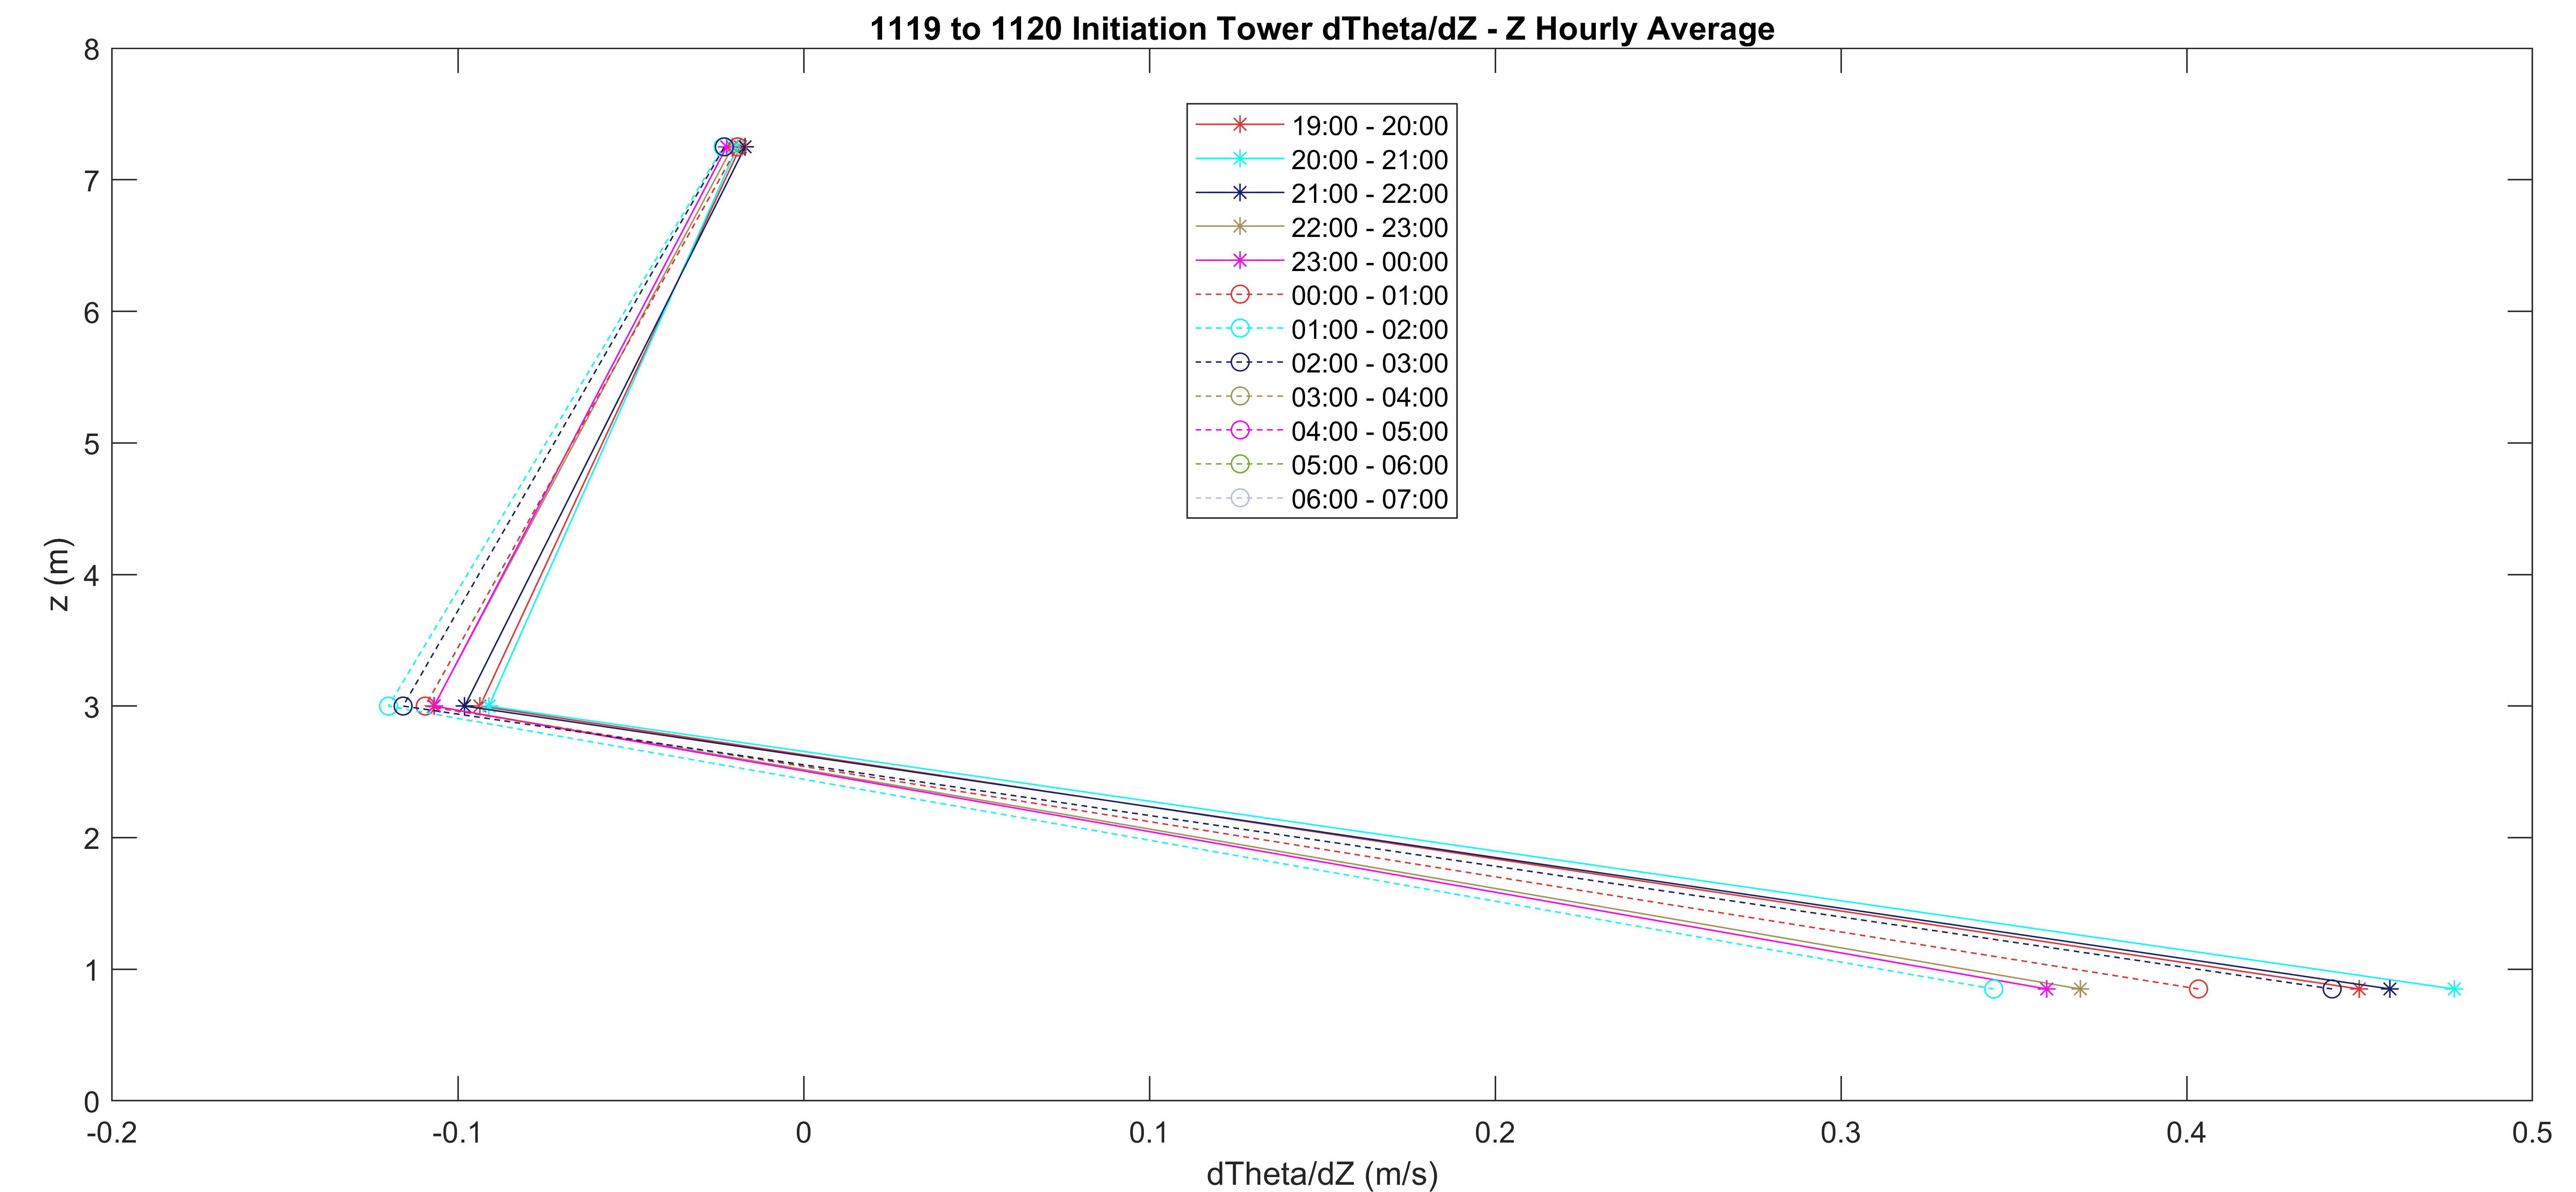 1119 to 1120 Initiation Tower dTheta/dZ - Z Hourly Average
8
7
6
5
4
3
2
1
0
z (m)
19:00 - 20:00
20:00 - 21:00
21:00 - 22:00
22:00 - 23:00
23:00 - 00:00
00:00 - 01:00
01:00 - 02:00
02:00 - 03:00
03:00 - 04:00
04:00 - 05:00
05:00 - 06:00
06:00 - 07:00
-0.2 -0.1 0 0.1 0.2 0.3 0.4 0.5
dTheta/dZ (m/s)